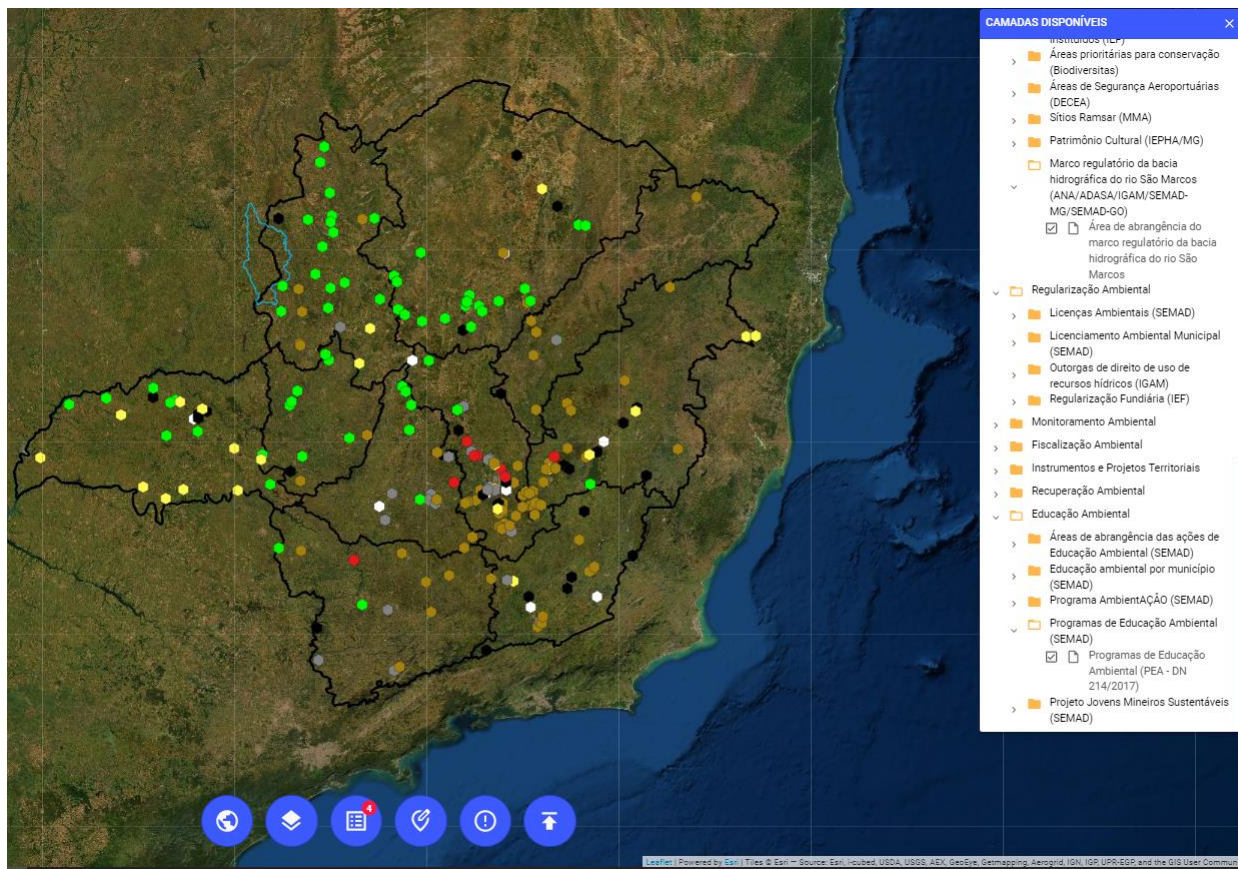 CAMADAS DISPONÍVEIS
Instituídos (IEF)
Áreas prioritárias para conservação
(Biodiversitas)
Áreas de Segurança Aeroportuárias
(DECEA)
Sítios Ramsar (MMA)
Patrimônio Cultural (IEPHA/MG)
Marco regulatório da bacia
hidrográfica do rio São Marcos
(ANA/ADASA/IGAM/SEMAD-
MG/SEMAD-GO)
Área de abrangência do
marco regulatório da bacia
hidrográfica do rio São
Marcos
Regularização Ambiental
Licenças Ambientais (SEMAD)
Licenciamento Ambiental Municipal
(SEMAD)
Outorgas de direito de uso de
recursos hídricos (IGAM)
Regularização Fundiária (IEF)
Monitoramento Ambiental
Fiscalização Ambiental
Instrumentos e Projetos Territoriais
Recuperação Ambiental
Educação Ambiental
Áreas de abrangência das ações de
Educação Ambiental (SEMAD)
Educação ambiental por município
(SEMAD)
Programa AmbientAÇÃO (SEMAD)
Programas de Educação Ambiental
(SEMAD)
Programas de Educação
Ambiental (PEA - DN
214/2017)
Projeto Jovens Mineiros Sustentáveis
(SEMAD)
4
Leaflet | Powered by Esri | Tiles © Esri — Source: Esri, i-cubed, USDA, USGS, AEX, GeoEye, Getmapping, Aerogrid, IGN, IGP, UPR-EGP, and the GIS User Commun